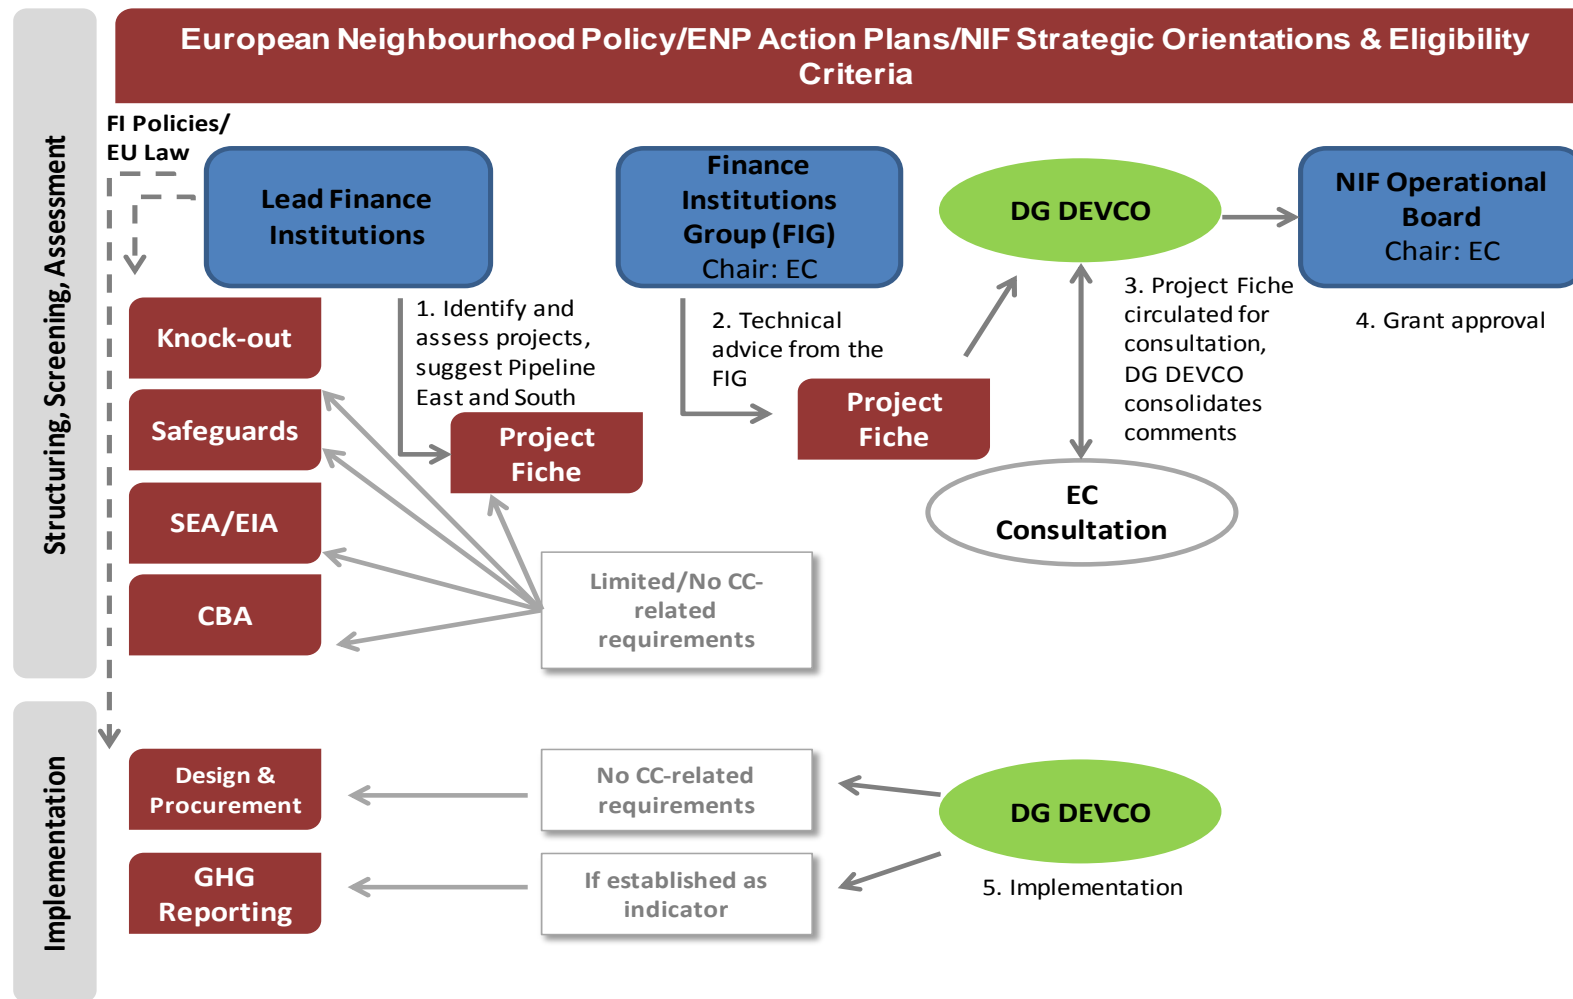 European Neighbourhood Policy/ENP Action Plans/NIF Strategic Orientations & Eligibility
Criteria
Structuring, Screening, Assessment
FI Policies/
EU Law
Lead Finance
Institutions
Finance
Institutions
Group (FIG)
Chair: EC
DG DEVCO
NIF Operational
Board
Chair: EC
1. Identify and
assess projects,
suggest Pipeline
East and South
2. Technical
advice from the
FIG
3. Project Fiche
circulated for
consultation,
DG DEVCO
consolidates
comments
4. Grant approval
Knock-out
Safeguards
SEA/EIA
CBA
Project
Fiche
Project
Fiche
EC
Consultation
Limited/No CC-
related
requirements
Implementation
Design &
Procurement
No CC-related
requirements
DG DEVCO
GHG
Reporting
If established as
indicator
5. Implementation